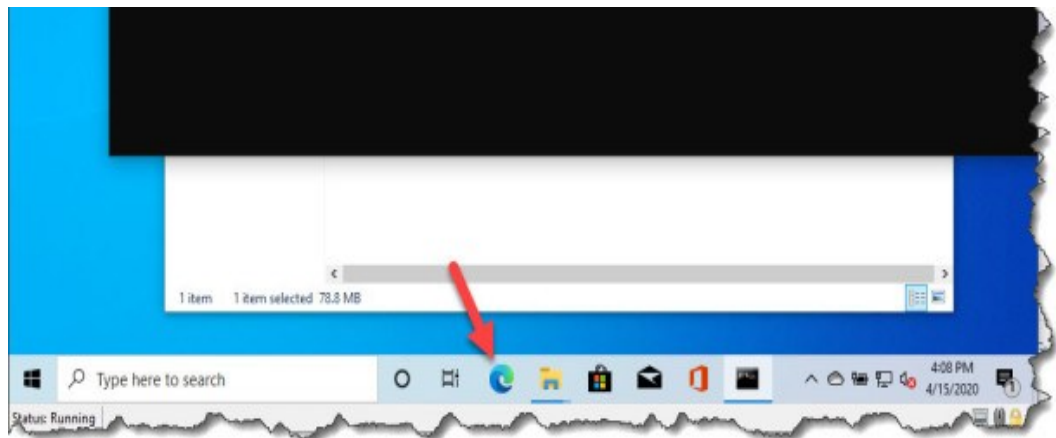 1 item 1 item selected 78.8 MB
Type here to search
4:08 PM
4/15/2020
1
Status: Running